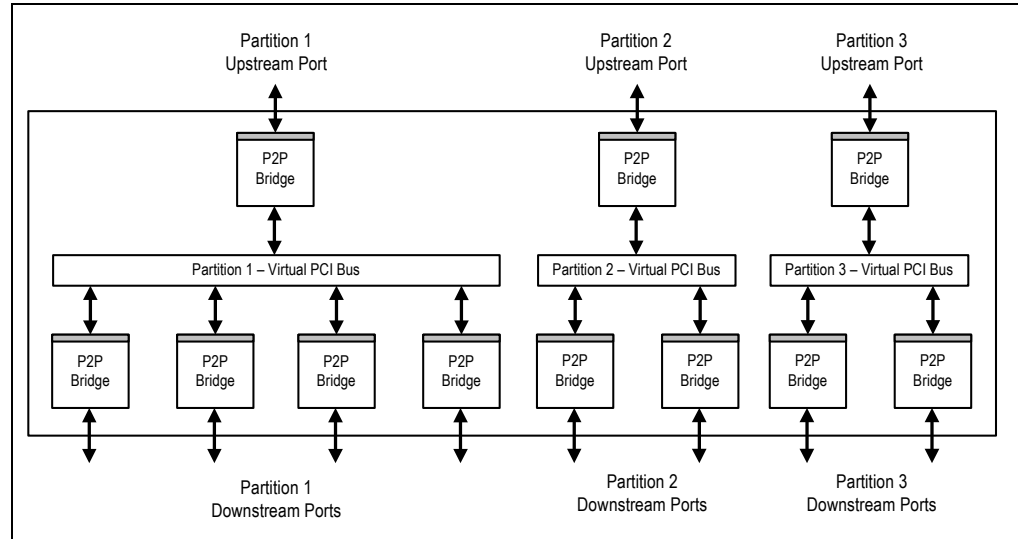 Partition 1
Upstream Port
Partition 2
Upstream Port
Partition 3
Upstream Port
P2P
Bridge
P2P
Bridge
P2P
Bridge
Partition 1 – Virtual PCI Bus
Partition 2 – Virtual PCI Bus
Partition 3 – Virtual PCI Bus
P2P
Bridge
P2P
Bridge
P2P
Bridge
P2P
Bridge
P2P
Bridge
P2P
Bridge
P2P
Bridge
P2P
Bridge
Partition 1
Downstream Ports
Partition 2
Downstream Ports
Partition 3
Downstream Ports